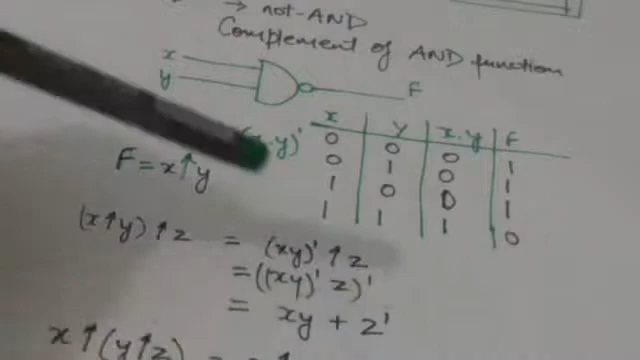 → not-AND
Complement of AND function
x
y
F
x y x.y F
0 0 0 1
0 1 0 1
1 0 0 1
1 1 1 0
y)'
F = x↑y
(x↑y)↑z = (xy)'↑z
= ((xy)' z)'
= xy + z'
x↑(y↑z) =